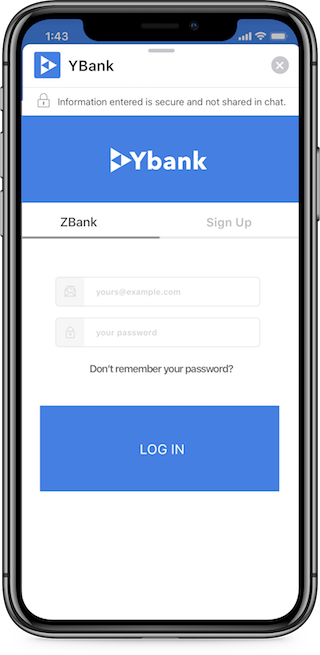 1:43
YBank
Information entered is secure and not shared in chat.
Ybank
ZBank
Sign Up
yours@example.com
your password
Don't remember your password?
LOG IN